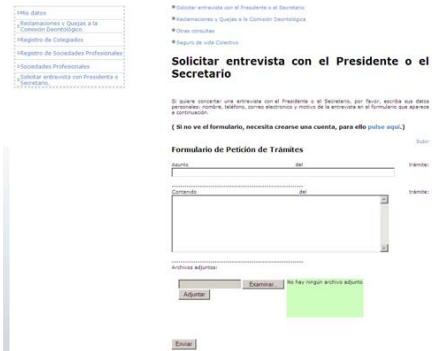 Mis datos
Reclamaciones y Quejas a la
Comisión Deontológica
Registro de Colegiados
Registro de Sociedades Profesionales
Sociedades Profesionales
Solicitar entrevista con Presidente o
Secretario.
Solicitar entrevista con el Presidente o el Secretario
Reclamaciones y Quejas a la Comisión Deontológica
Otras consultas
Seguro de vida Colectivo
Solicitar entrevista con el Presidente o el
Secretario
Si quiere concertar una entrevista con el Presidente o el Secretario, por favor, escriba sus datos
personales: nombre, teléfono, correo electronico y motivo de la entrevista en el formulario que aparece
a continuación.
( Si no ve el formulario, necesita crearse una cuenta, para ello pulse aquí.)
Subir
Formulario de Petición de Trámites
Asunto del trámite:
Contenido del trámite:
Archivos adjuntos:
Examinar...
No hay ningún archivo adjunto
Adjuntar
Enviar